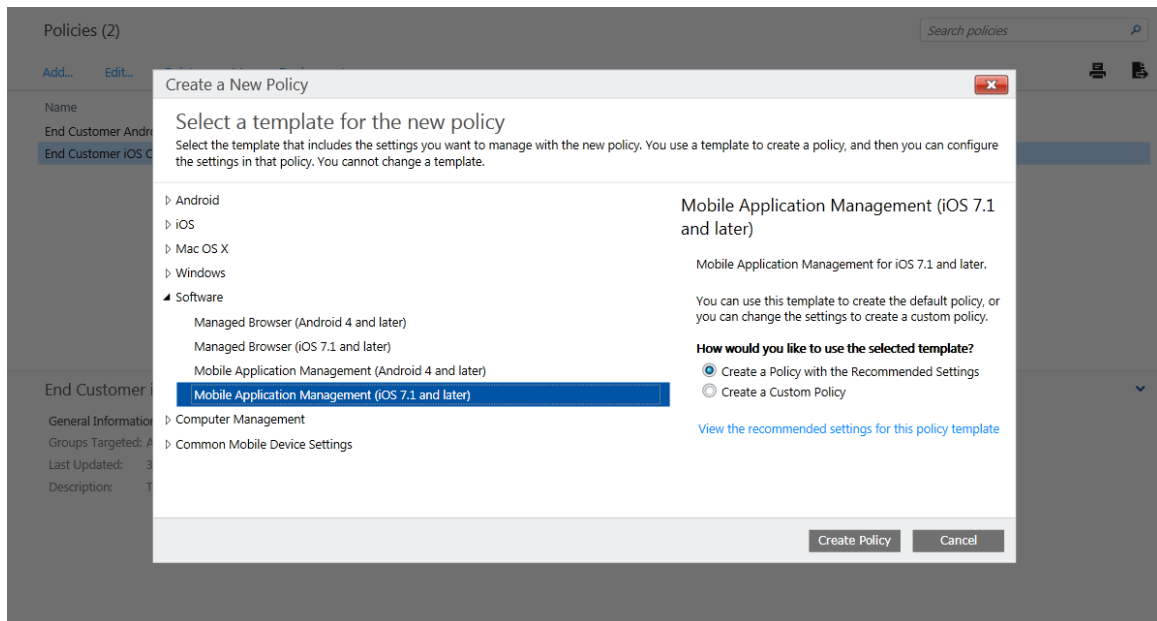 Policies (2)
Search policies
Add... Edit...
Name
End Customer Andro
End Customer iOS C
Create a New Policy
Select a template for the new policy
Select the template that includes the settings you want to manage with the new policy. You use a template to create a policy, and then you can configure
the settings in that policy. You cannot change a template.
Android
iOS
Mac OS X
Windows
Software
Managed Browser (Android 4 and later)
Managed Browser (iOS 7.1 and later)
Mobile Application Management (Android 4 and later)
Mobile Application Management (iOS 7.1 and later)
Computer Management
Common Mobile Device Settings
Mobile Application Management (iOS 7.1
and later)
Mobile Application Management for iOS 7.1 and later.
You can use this template to create the default policy, or
you can change the settings to create a custom policy.
How would you like to use the selected template?
Create a Policy with the Recommended Settings
Create a Custom Policy
View the recommended settings for this policy template
Create Policy Cancel
End Customer i
General Information
Groups Targeted: A
Last Updated: 3
Description: T